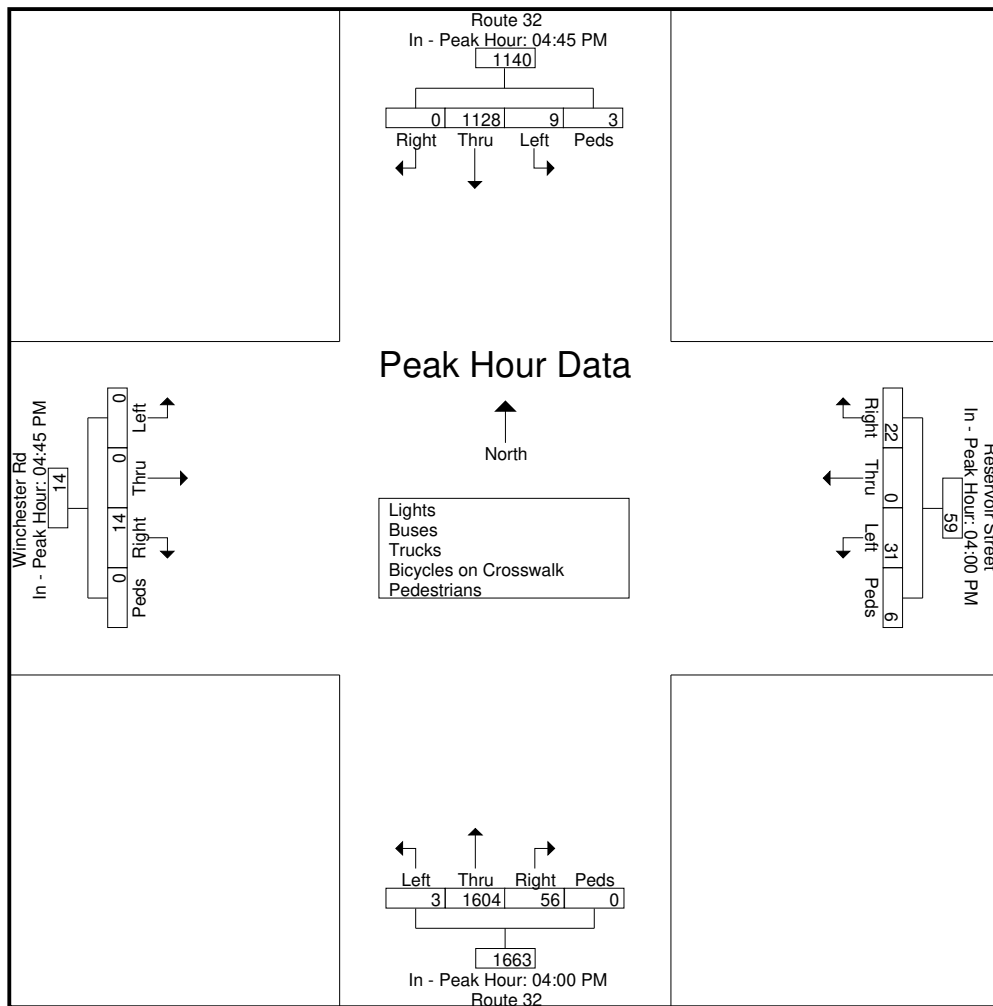 Route 32
In - Peak Hour: 04:45 PM
1140
0 1128 9 3
Right Thru Left Peds
Peak Hour Data
North
Lights
Buses
Trucks
Bicycles on Crosswalk
Pedestrians
Winchester Rd
In - Peak Hour: 04:45 PM
14
0 0 14 0
Left Thru Right Peds
Reservoir Street
In - Peak Hour: 04:00 PM
59
22 0 31 6
Right Thru Left Peds
Left Thru Right Peds
3 1604 56 0
1663
In - Peak Hour: 04:00 PM
Route 32